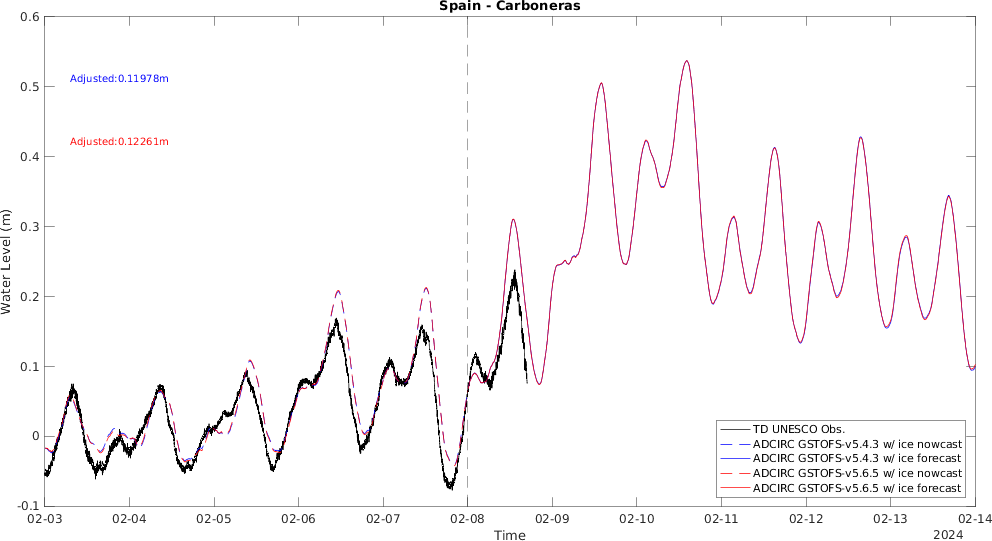 Spain - Carboneras
0.6
0.5
0.4
0.3
0.2
0.1
0
-0.1
Water Level (m)
Adjusted:0.11978m
Adjusted:0.12261m
TD UNESCO Obs.
ADCIRC GSTOFS-v5.4.3 w/ ice nowcast
ADCIRC GSTOFS-v5.4.3 w/ ice forecast
ADCIRC GSTOFS-v5.6.5 w/ ice nowcast
ADCIRC GSTOFS-v5.6.5 w/ ice forecast
02-03 02-04 02-05 02-06 02-07 02-08 02-09 02-10 02-11 02-12 02-13 02-14
Time
2024